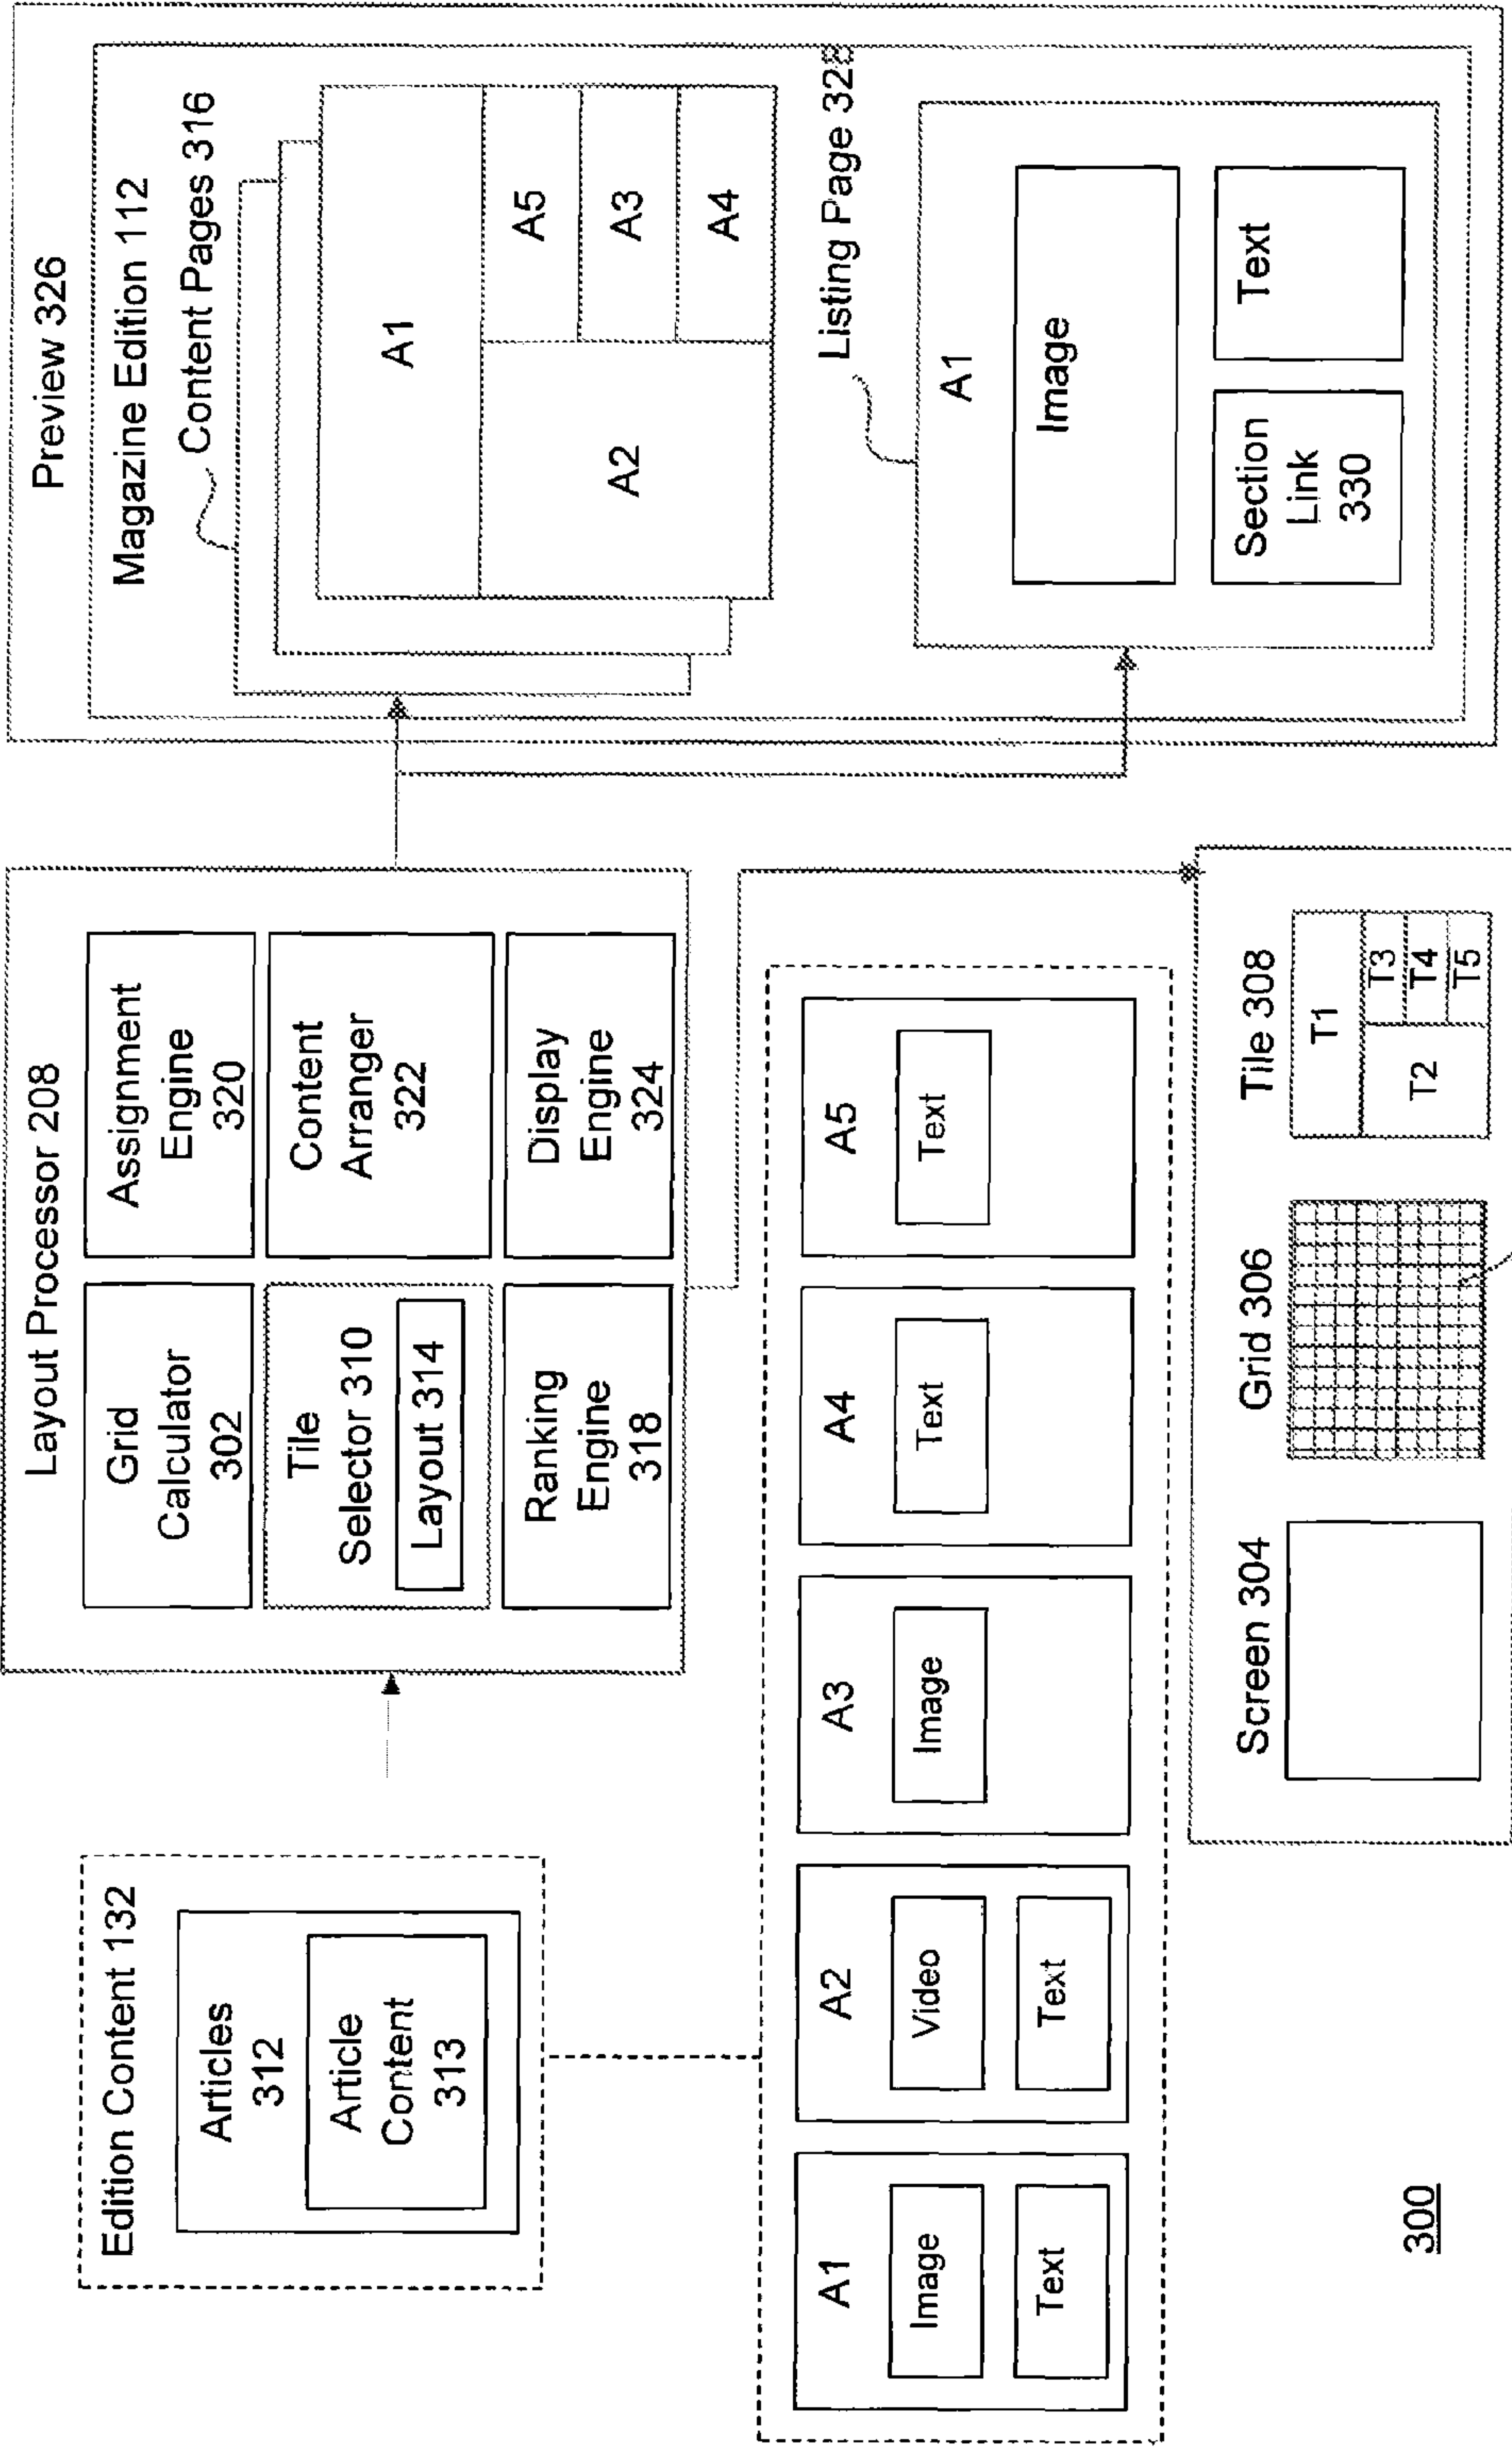 Edition Content 132
Articles
312
Article
Content
313
Layout Processor 208
Grid
Calculator
302
Assignment
Engine
320
Tile
Selector 310
Layout 314
Content
Arranger
322
Ranking
Engine
318
Display
Engine
324
Preview 326
Magazine Edition 112
Content Pages 316
A1
A2
A5
A3
A4
Listing Page 328
A1
Image
Section
Link
330
Text
A1
Image
Text
A2
Video
Text
A3
Image
A4
Text
A5
Text
Screen 304
Grid 306
Tile 308
T1
T2
T3
T4
T5
300